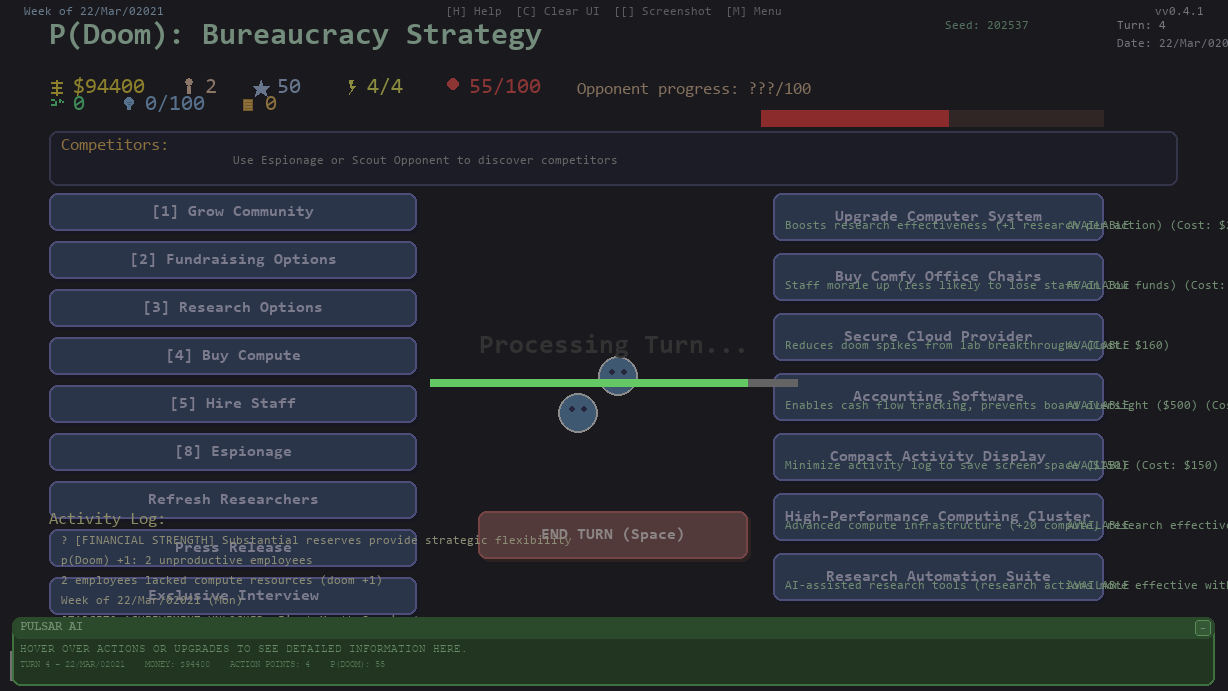 Week of 22/Mar/02021
[H] Help  [C] Clear UI  [[] Screenshot  [M] Menu
vv0.4.1
P(Doom): Bureaucracy Strategy
Seed: 202537
Turn: 4
Date: 22/Mar/020
$94400 2 50 4/4 55/100
Opponent progress: ???/100
0 0/100 0
Competitors:
Use Espionage or Scout Opponent to discover competitors
[1] Grow Community
[2] Fundraising Options
[3] Research Options
[4] Buy Compute
[5] Hire Staff
[8] Espionage
Refresh Researchers
Press Release
Exclusive Interview
Processing Turn...
END TURN (Space)
Upgrade Computer System
Boosts research effectiveness (+1 research per action) (Cost: $2
AVAILABLE
Buy Comfy Office Chairs
Staff morale up (less likely to lose staff on low funds) (Cost:
AVAILABLE
Secure Cloud Provider
Reduces doom spikes from lab breakthroughs (Cost: $160)
AVAILABLE
Accounting Software
Enables cash flow tracking, prevents board oversight ($500) (Cos
AVAILABLE
Compact Activity Display
Minimize activity log to save screen space ($150) (Cost: $150)
AVAILABLE
High-Performance Computing Cluster
Advanced compute infrastructure (+20 compute, research effective
AVAILABLE
Research Automation Suite
AI-assisted research tools (research actions more effective with
AVAILABLE
Activity Log:
? [FINANCIAL STRENGTH] Substantial reserves provide strategic flexibility
p(Doom) +1: 2 unproductive employees
2 employees lacked compute resources (doom +1)
Week of 22/Mar/02021 (Mon)
PULSAR AI
HOVER OVER ACTIONS OR UPGRADES TO SEE DETAILED INFORMATION HERE.
TURN 4 - 22/MAR/02021 MONEY: $94400 ACTION POINTS: 4 P(DOOM): 55